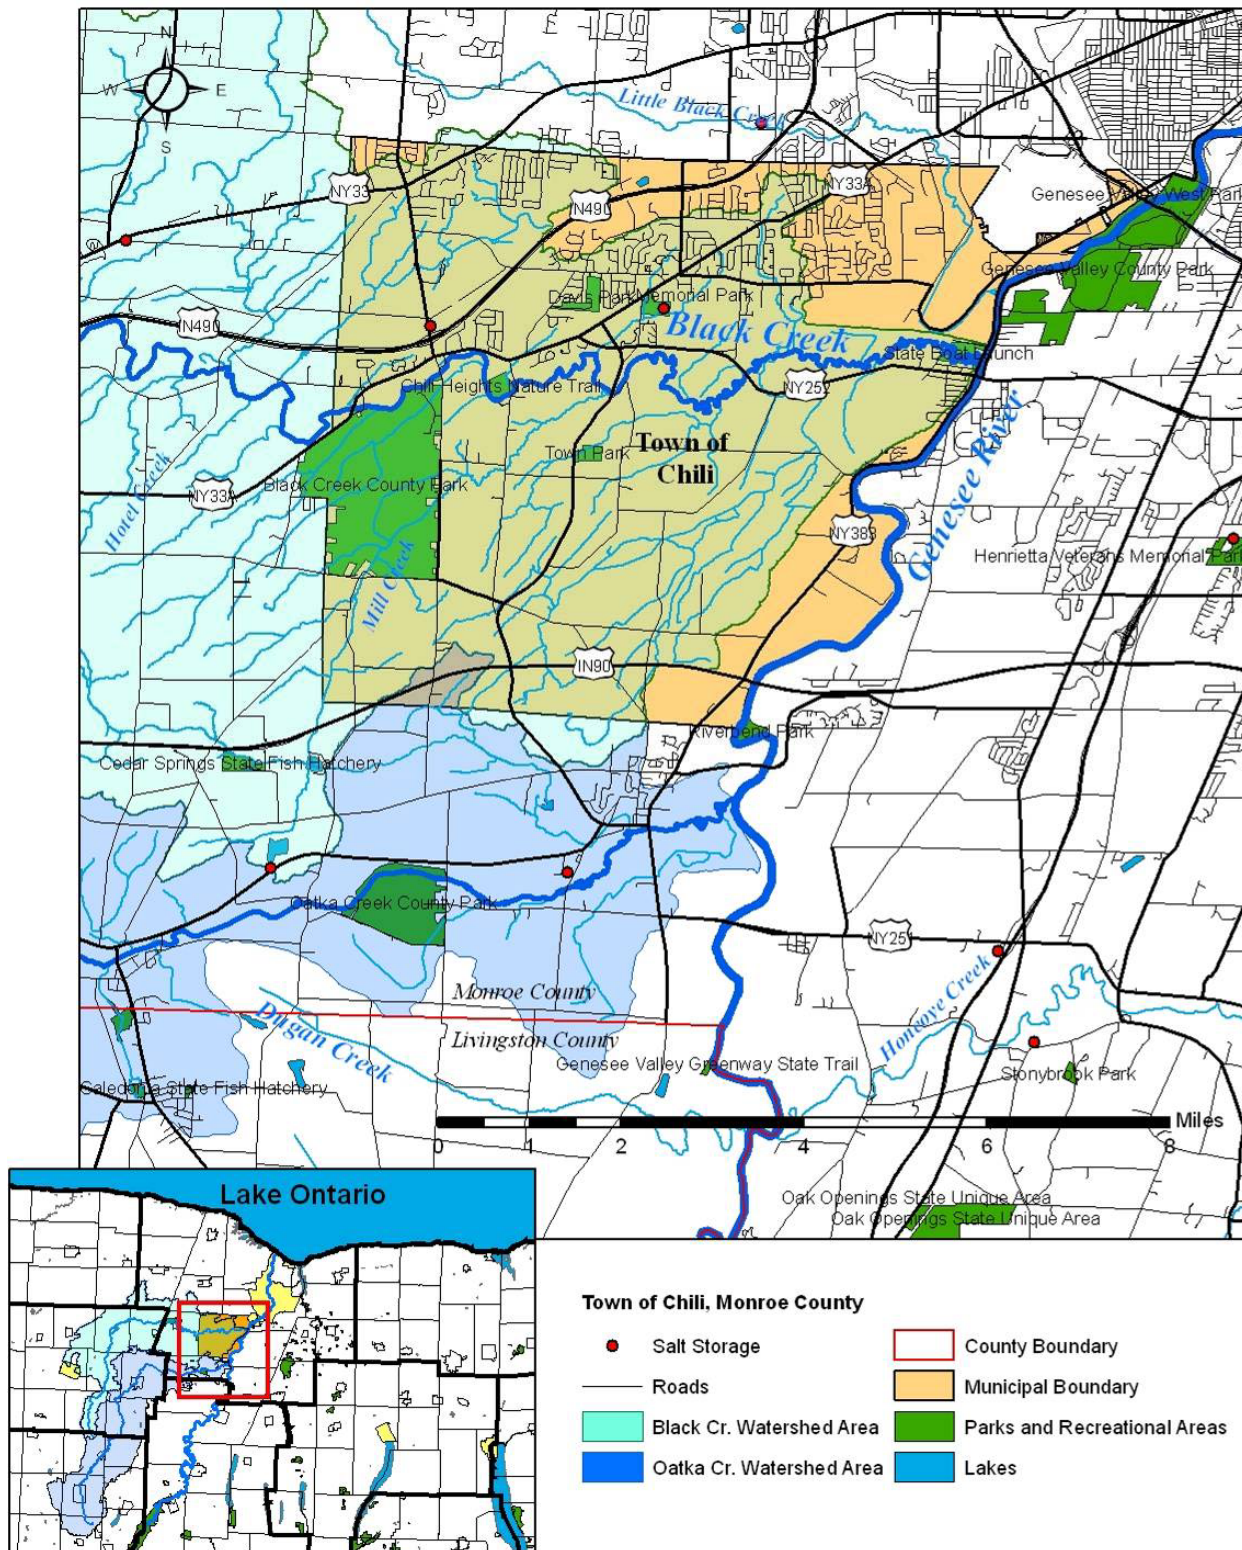 N
W E
S
Little Black Creek
NY33
NY33A
IN490
Genesee Valley West Park
Genesee Valley County Park
Davis Park
Memorial Park
IN490
Black Creek
State Boat Launch
Chili Heights Nature Trail
NY252
Town Park
Town of
Chili
Genesee River
Black Creek County Park
NY33A
Hotel Creek
NY383
Henrietta Veterans Memorial Park
Mill Creek
IN90
Riverbend Park
Cedar Springs State Fish Hatchery
Oatka Creek County Park
NY251
Honeoye Creek
Monroe County
Livingston County
Dugan Creek
Genesee Valley Greenway State Trail
Stonybrook Park
Caledonia State Fish Hatchery
Miles
0 1 2 4 6 8
Oak Openings State Unique Area
Oak Openings State Unique Area
Lake Ontario
Town of Chili, Monroe County
Salt Storage
County Boundary
Roads
Municipal Boundary
Black Cr. Watershed Area
Parks and Recreational Areas
Oatka Cr. Watershed Area
Lakes